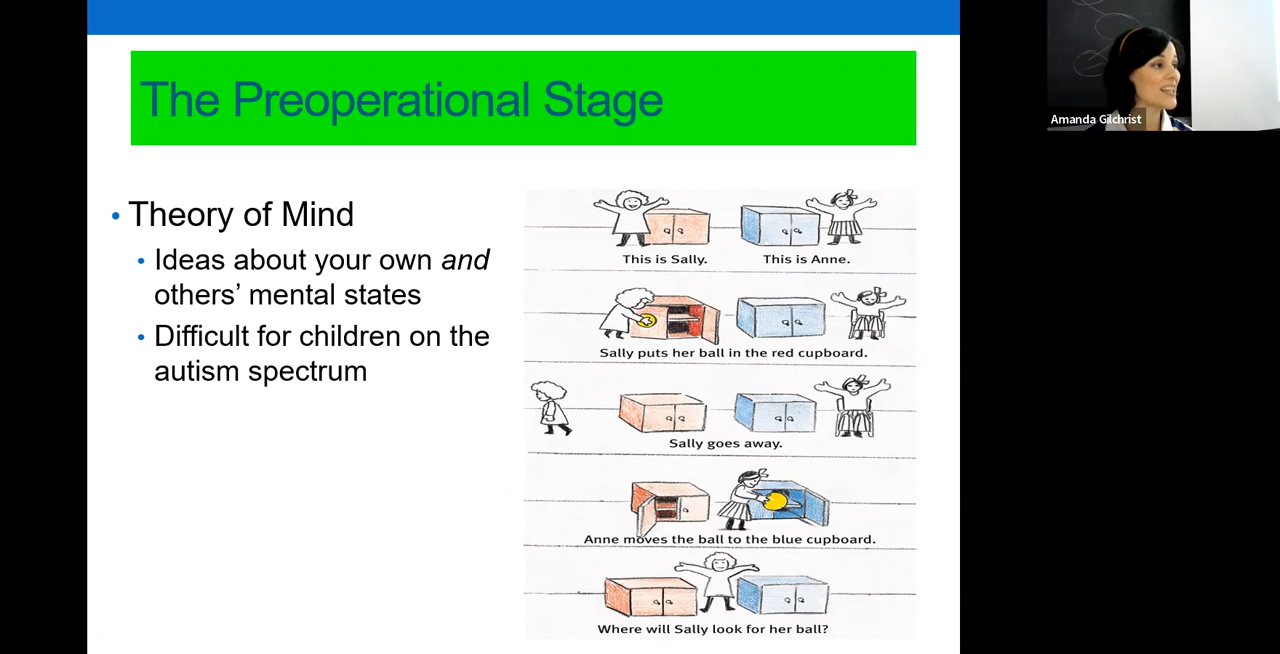 The Preoperational Stage
Amanda Gilchrist
• Theory of Mind
• Ideas about your own and
others’ mental states
• Difficult for children on the
autism spectrum
This is Sally. This is Anne.
Sally puts her ball in the red cupboard.
Sally goes away.
Anne moves the ball to the blue cupboard.
Where will Sally look for her ball?